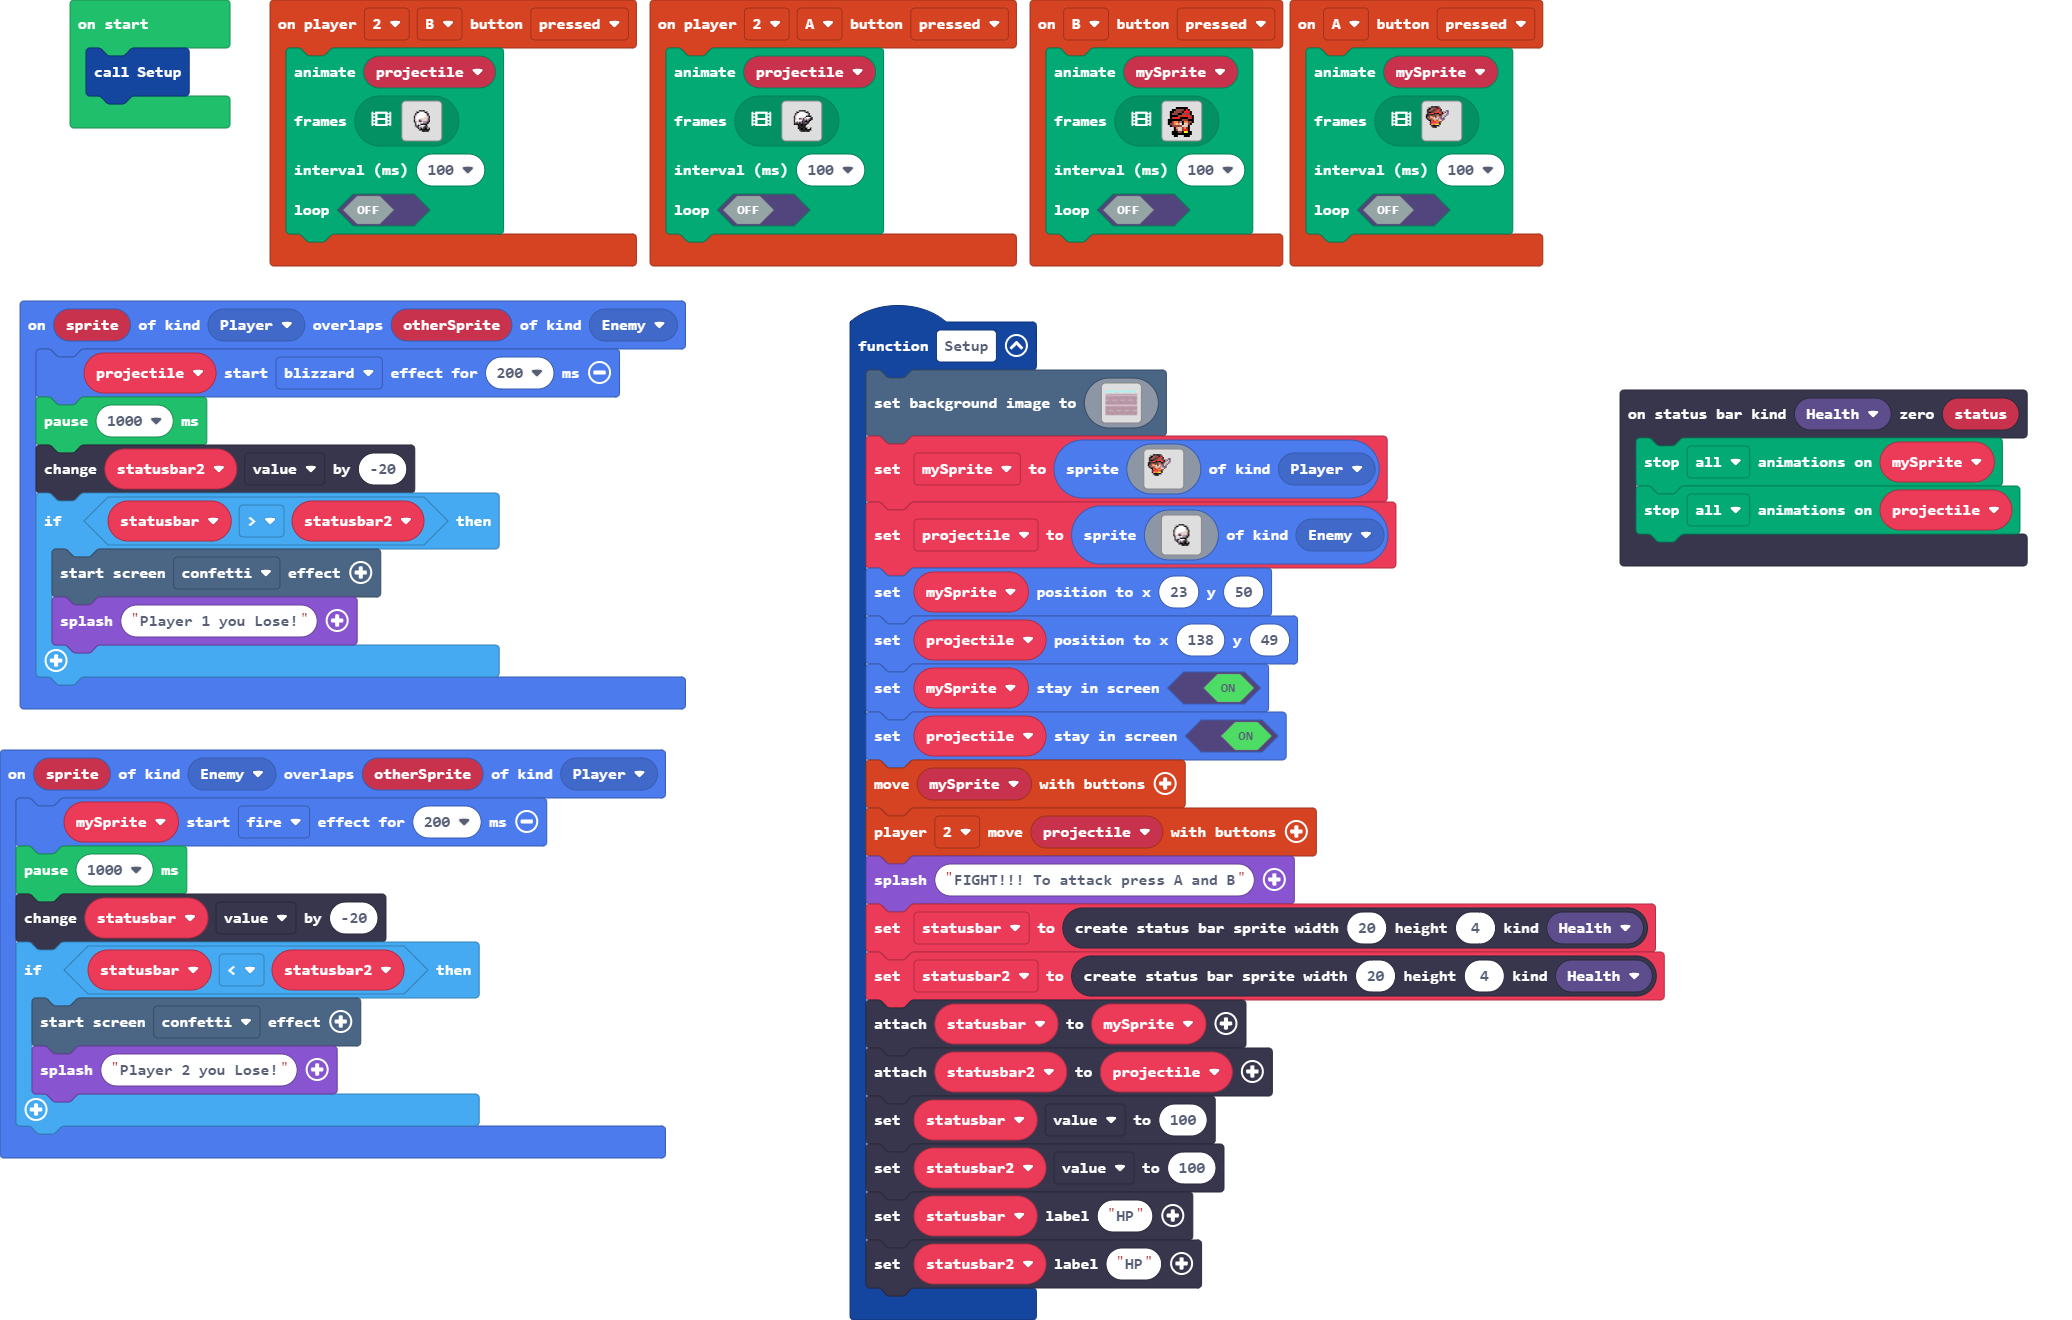 on start
call Setup
on player 2 B button pressed
animate projectile
frames
interval (ms) 100
loop OFF
on player 2 A button pressed
animate projectile
frames
interval (ms) 100
loop OFF
on B button pressed
animate mySprite
frames
interval (ms) 100
loop OFF
on A button pressed
animate mySprite
frames
interval (ms) 100
loop OFF
on sprite of kind Player overlaps otherSprite of kind Enemy
projectile start blizzard effect for 200 ms
pause 1000 ms
change statusbar2 value by -20
if statusbar > statusbar2 then
start screen confetti effect
splash "Player 1 you Lose!"
on sprite of kind Enemy overlaps otherSprite of kind Player
mySprite start fire effect for 200 ms
pause 1000 ms
change statusbar value by -20
if statusbar < statusbar2 then
start screen confetti effect
splash "Player 2 you Lose!"
function Setup
set background image to
set mySprite to sprite of kind Player
set projectile to sprite of kind Enemy
set mySprite position to x 23 y 50
set projectile position to x 138 y 49
set mySprite stay in screen ON
set projectile stay in screen ON
move mySprite with buttons
player 2 move projectile with buttons
splash "FIGHT!!! To attack press A and B"
set statusbar to create status bar sprite width 20 height 4 kind Health
set statusbar2 to create status bar sprite width 20 height 4 kind Health
attach statusbar to mySprite
attach statusbar2 to projectile
set statusbar value to 100
set statusbar2 value to 100
set statusbar label "HP"
set statusbar2 label "HP"
on status bar kind Health zero status
stop all animations on mySprite
stop all animations on projectile